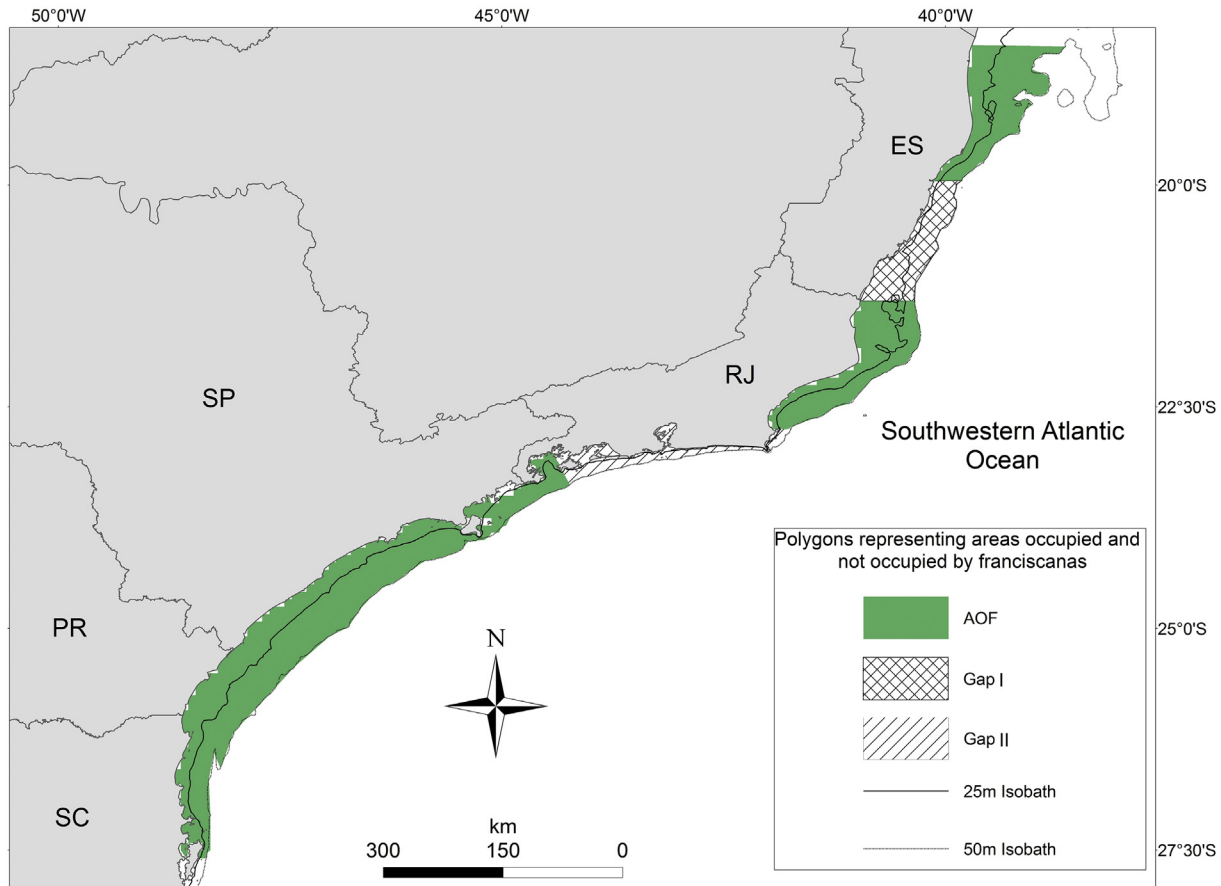 50°0'0"W 45°0'W 40°0'W
ES
20°0'S
RJ
SP
22°30'S
Southwestern Atlantic
Ocean
Polygons representing areas occupied and
not occupied by franciscanas
AOF
PR
N
25°0'S
Gap I
Gap II
25m Isobath
SC
km
300 150 0
50m Isobath
27°30'S